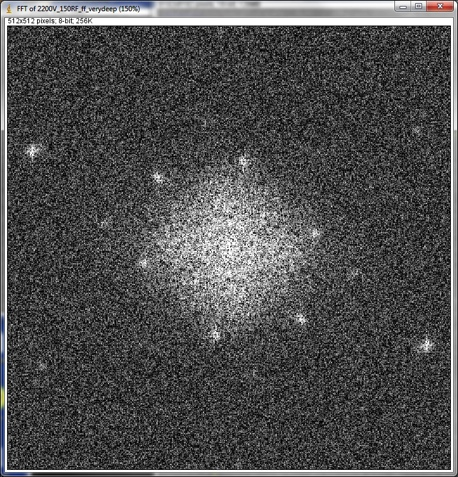 FFT of 2200V_150RF_ff_verydeep (150%)
512x512 pixels; 8-bit; 256K